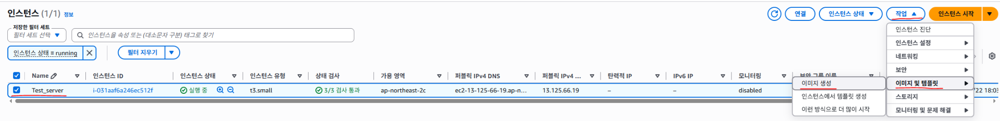 인스턴스 (1/1) 정보
연결 인스턴스 상태 작업 인스턴스 시작
저장한 필터 세트
필터 세트 선택 인스턴스을 속성 또는 (대소문자 구분) 태그로 찾기
인스턴스 상태 = running 필터 지우기
Name 인스턴스 ID 인스턴스 상태 인스턴스 유형 상태 검사 가용 영역 퍼블릭 IPv4 DNS 퍼블릭 IPv4 ... 탄력적 IP IPv6 IP 모니터링 보안 그룹 이름
Test_server i-031aaf6a246ec512f 실행 중 t3.small 3/3 검사 통과 ap-northeast-2c ec2-13-125-66-19.ap-n... 13.125.66.19 – – disabled /22 18:03
인스턴스 진단
인스턴스 설정
네트워킹
보안
이미지 및 템플릿
스토리지
모니터링 및 문제 해결
이미지 생성
인스턴스에서 템플릿 생성
이런 방식으로 더 많이 시작